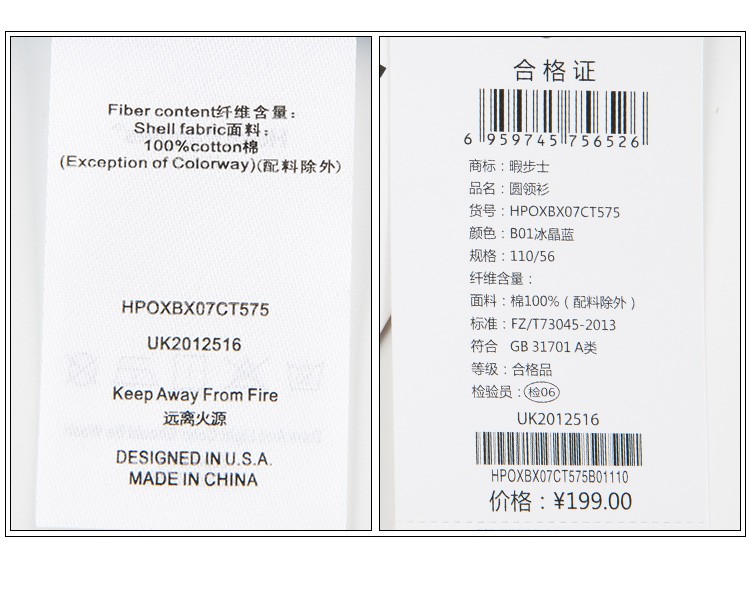 Fiber content纤维含量:
Shell fabric面料:
100%cotton棉
(Exception of Colorway)(配料除外)
HPOXBX07CT575
UK2012516
Keep Away From Fire
远离火源
DESIGNED IN U.S.A.
MADE IN CHINA
合格证
6 959745 756526
商标：暇步士
品名：圆领衫
货号：HPOXBX07CT575
颜色：B01冰晶蓝
规格：110/56
纤维含量：
面料：棉100%（配料除外）
标准：FZ/T73045-2013
符合 GB 31701 A类
等级：合格品
检验员：检06
UK2012516
HPOXBX07CT575B01110
价格：¥199.00